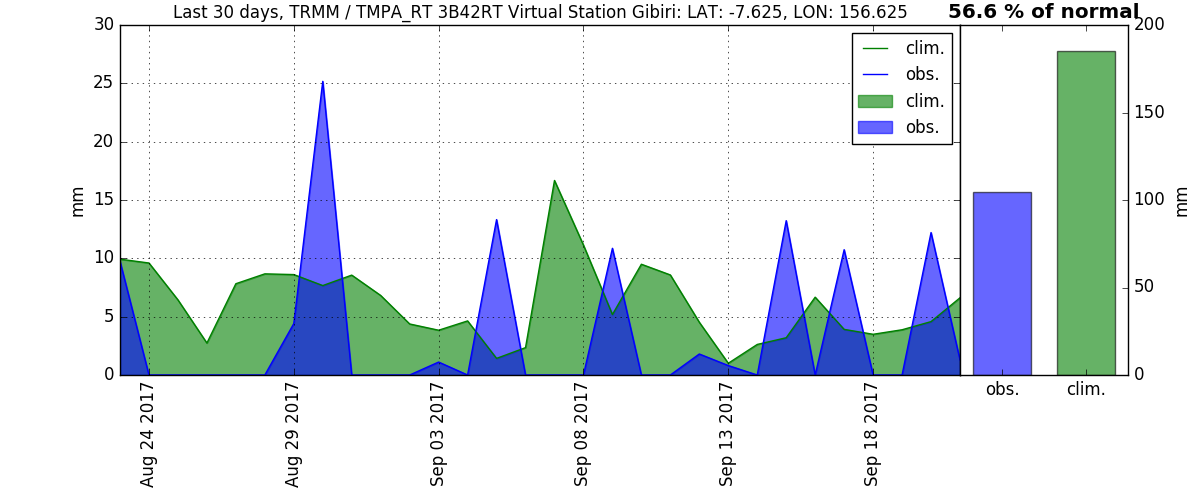 Last 30 days, TRMM / TMPA_RT 3B42RT Virtual Station Gibiri: LAT: -7.625, LON: 156.625
56.6 % of normal
clim.
obs.
clim.
obs.
30
25
20
15
10
5
0
mm
Aug 24 2017
Aug 29 2017
Sep 03 2017
Sep 08 2017
Sep 13 2017
Sep 18 2017
200
150
100
50
0
mm
obs.
clim.